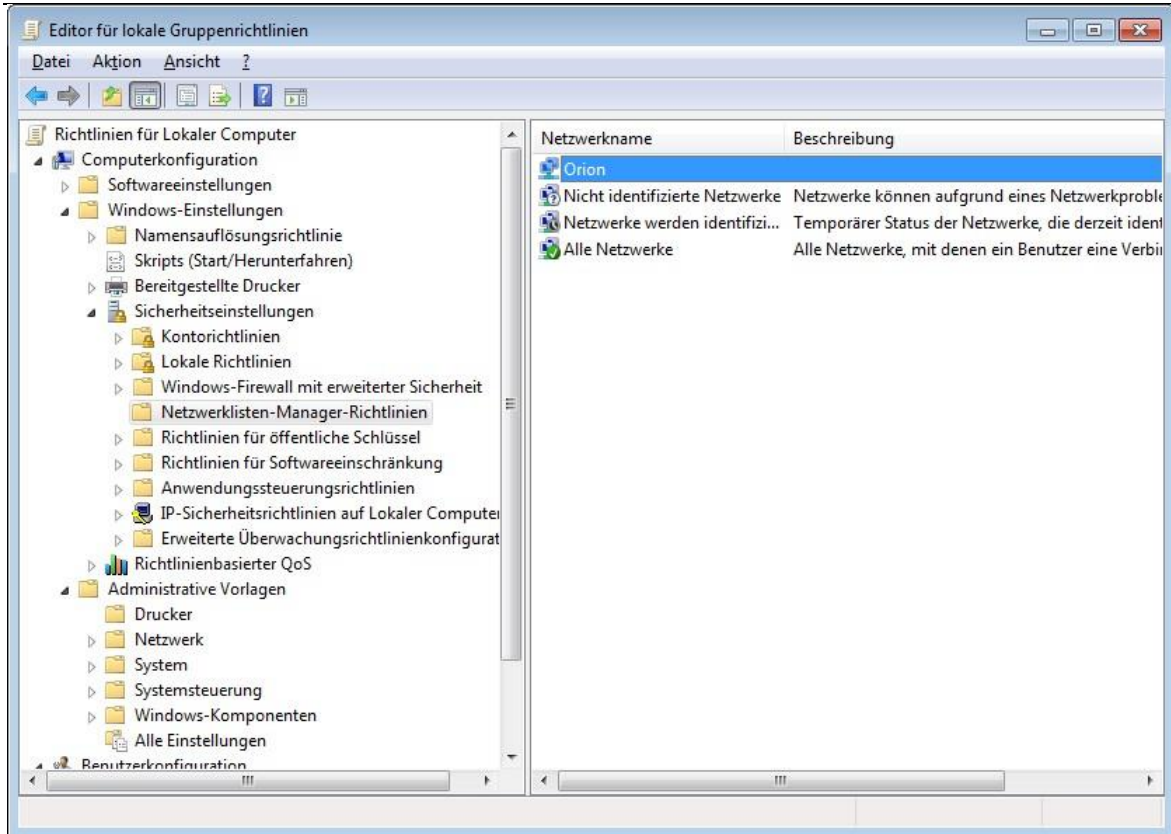 Editor für lokale Gruppenrichtlinien
Datei Aktion Ansicht ?
Richtlinien für Lokaler Computer
Computerkonfiguration
Softwareeinstellungen
Windows-Einstellungen
Namensauflösungsrichtlinie
Skripts (Start/Herunterfahren)
Bereitgestellte Drucker
Sicherheitseinstellungen
Kontorichtlinien
Lokale Richtlinien
Windows-Firewall mit erweiterter Sicherheit
Netzwerklisten-Manager-Richtlinien
Richtlinien für öffentliche Schlüssel
Richtlinien für Softwareeinschränkung
Anwendungssteuerungsrichtlinien
IP-Sicherheitsrichtlinien auf Lokaler Computer
Erweiterte Überwachungsrichtlinienkonfigurat
Richtlinienbasierter QoS
Administrative Vorlagen
Drucker
Netzwerk
System
Systemsteuerung
Windows-Komponenten
Alle Einstellungen
Benutzerkonfiguration
Netzwerkname Beschreibung
Orion
Nicht identifizierte Netzwerke Netzwerke können aufgrund eines Netzwerkproble
Netzwerke werden identifizi... Temporärer Status der Netzwerke, die derzeit ident
Alle Netzwerke Alle Netzwerke, mit denen ein Benutzer eine Verbin